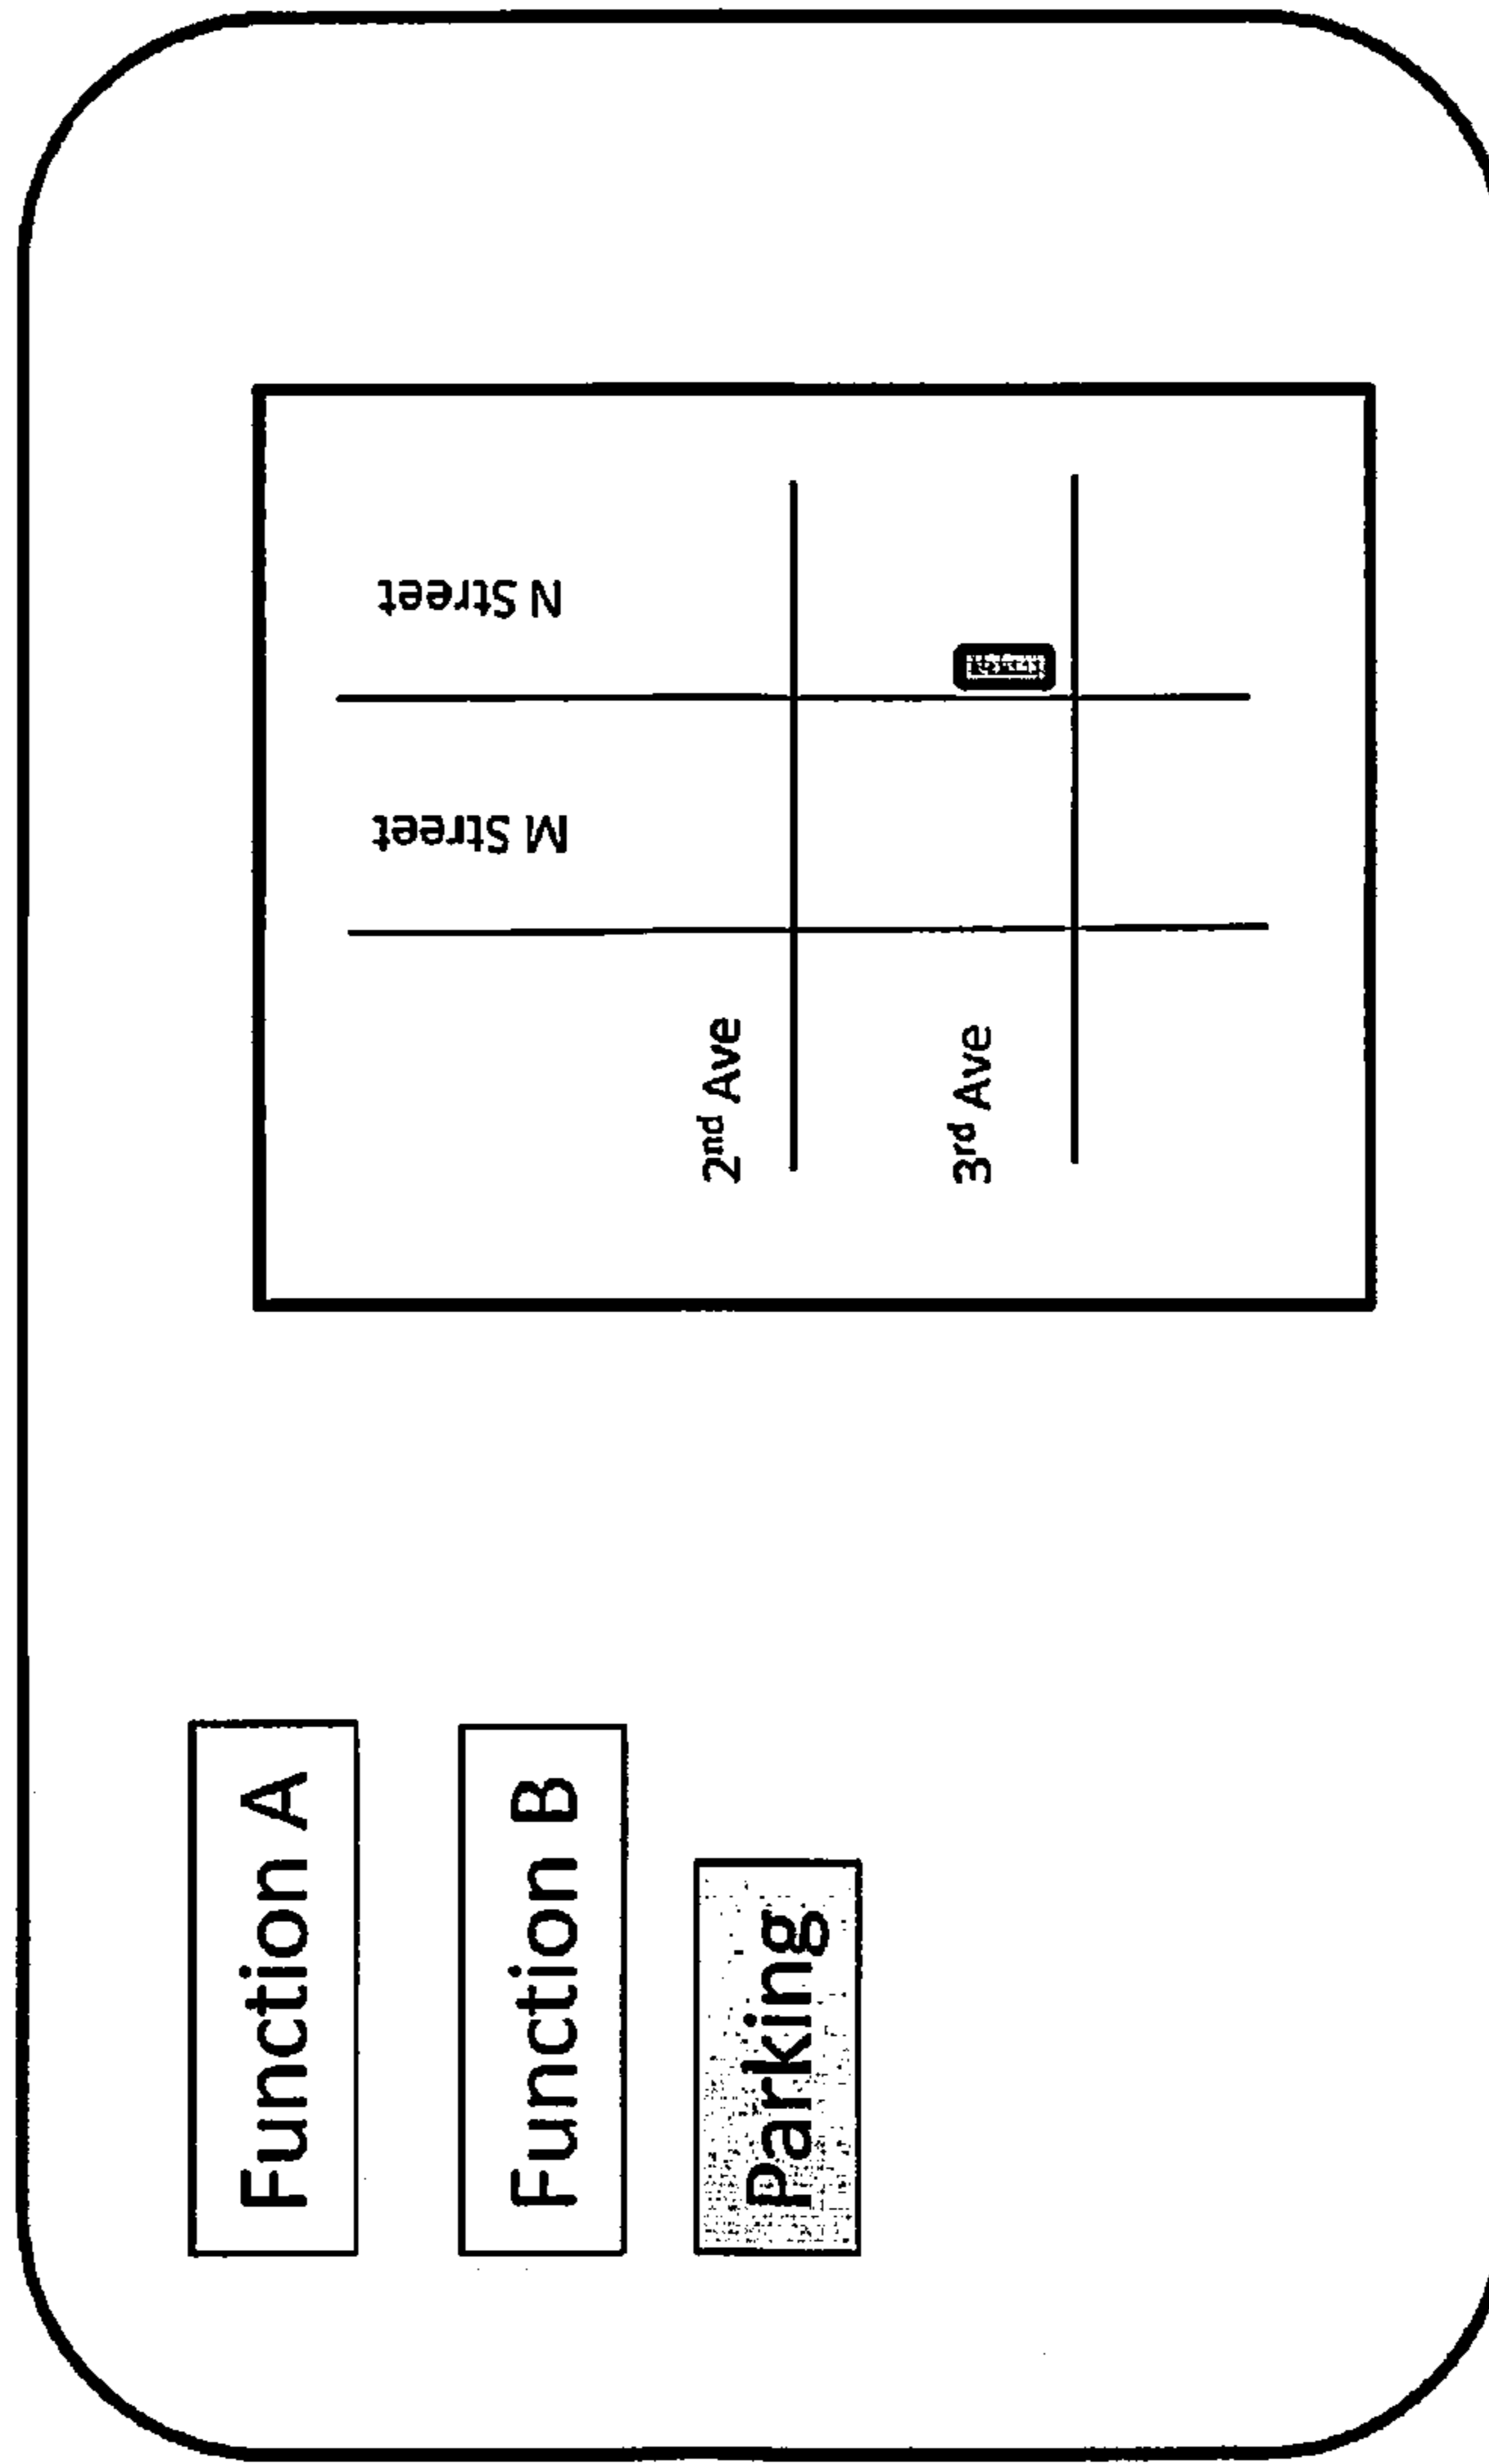 Function A
Function B
Parking
M Street
N Street
2nd Ave
3rd Ave